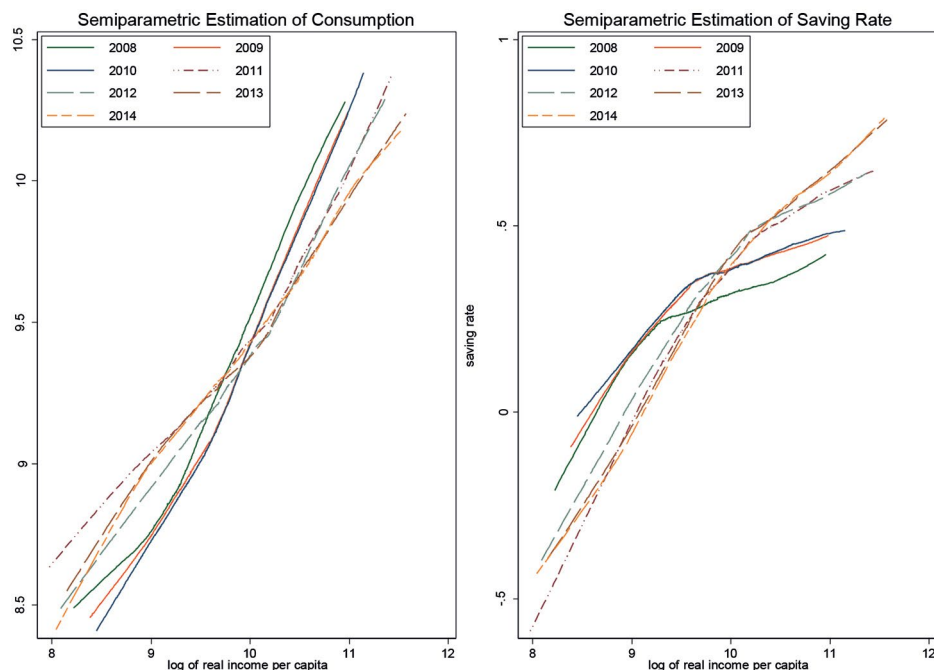 Semiparametric Estimation of Consumption
2008 2009
2010 2011
2012 2013
2014
10.5
10
9.5
9
8.5
8 9 10 11 12
log of real income per capita
Semiparametric Estimation of Saving Rate
2008 2009
2010 2011
2012 2013
2014
saving rate
1
.5
0
-.5
8 9 10 11 12
log of real income per capita